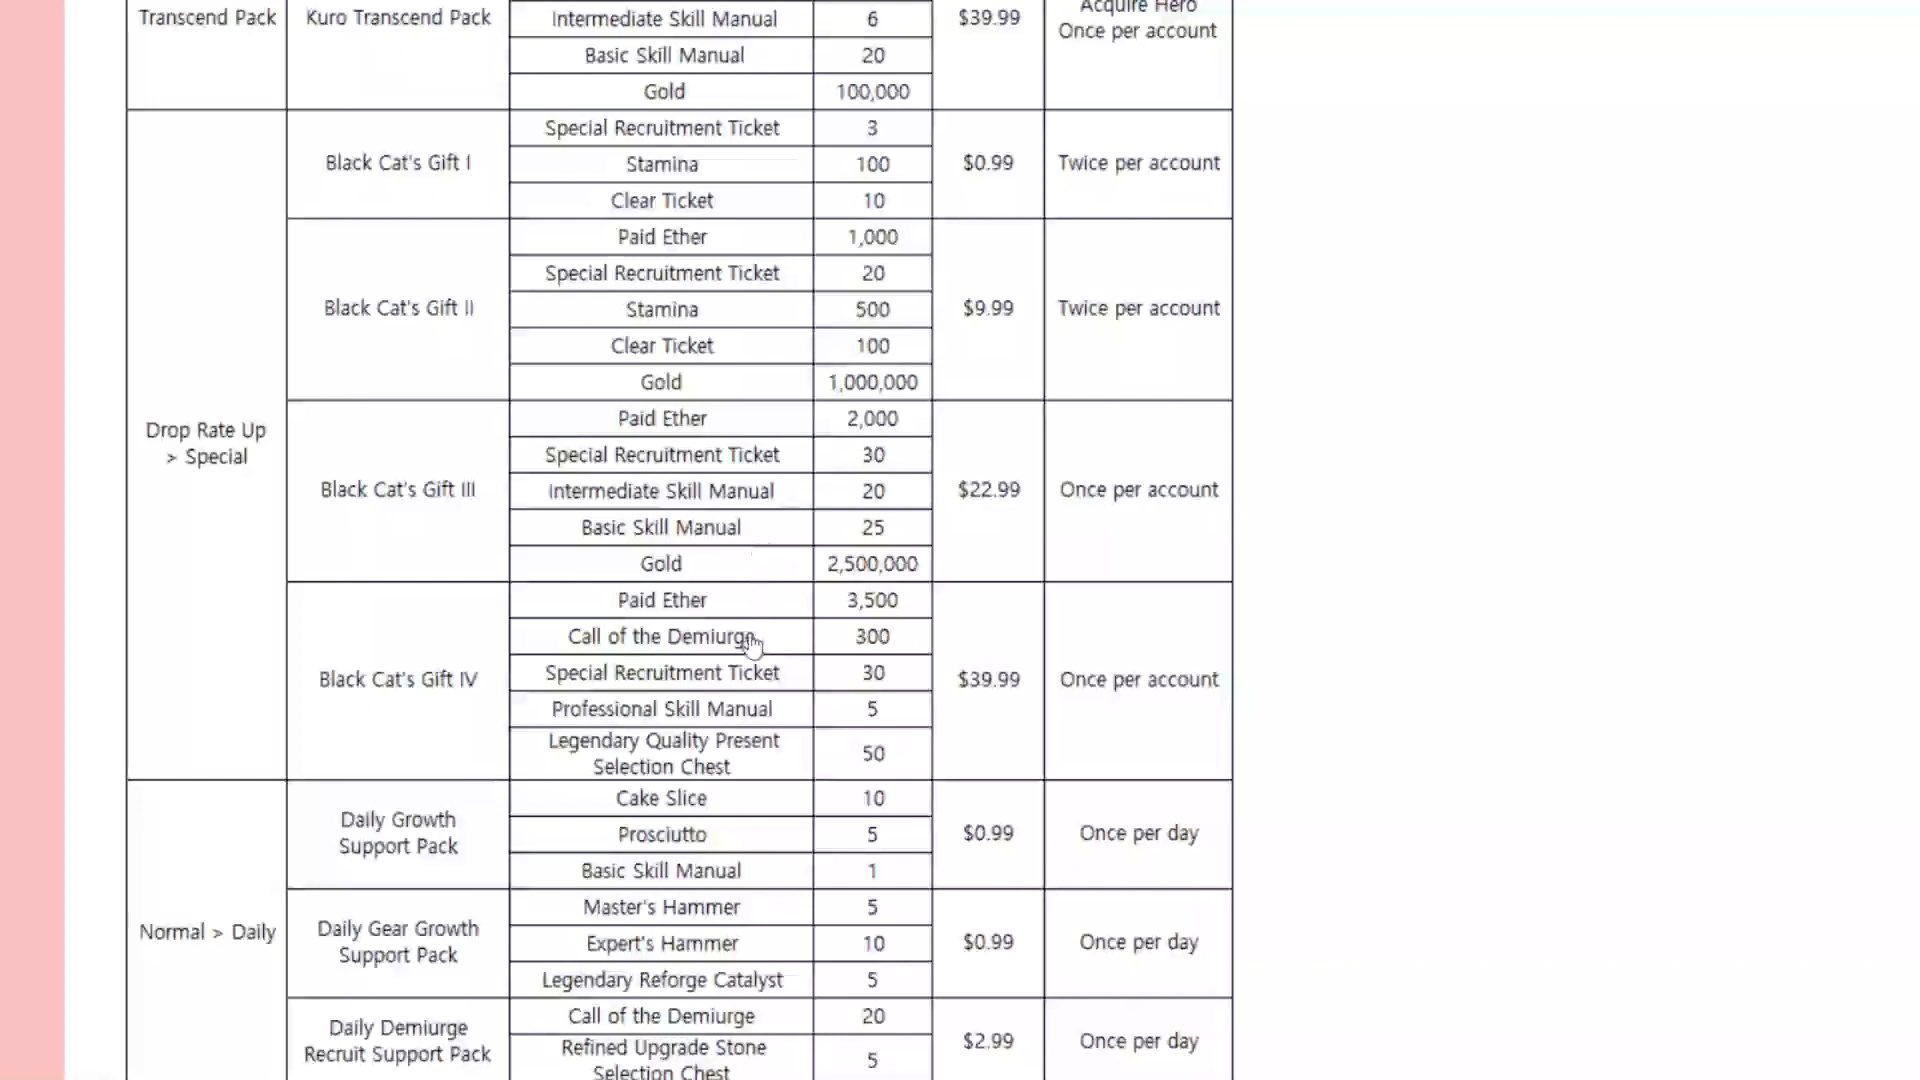 Transcend Pack
Kuro Transcend Pack
Intermediate Skill Manual
6
$39.99
Acquire Hero
Once per account
Basic Skill Manual
20
Gold
100,000
Drop Rate Up
> Special
Black Cat's Gift I
Special Recruitment Ticket
3
Stamina
100
Clear Ticket
10
$0.99
Twice per account
Black Cat's Gift II
Paid Ether
1,000
Special Recruitment Ticket
20
Stamina
500
Clear Ticket
100
Gold
1,000,000
$9.99
Twice per account
Black Cat's Gift III
Paid Ether
2,000
Special Recruitment Ticket
30
Intermediate Skill Manual
20
Basic Skill Manual
25
Gold
2,500,000
$22.99
Once per account
Black Cat's Gift IV
Paid Ether
3,500
Call of the Demiurge
300
Special Recruitment Ticket
30
Professional Skill Manual
5
Legendary Quality Present
Selection Chest
50
$39.99
Once per account
Normal > Daily
Daily Growth
Support Pack
Cake Slice
10
Prosciutto
5
Basic Skill Manual
1
$0.99
Once per day
Daily Gear Growth
Support Pack
Master's Hammer
5
Expert's Hammer
10
Legendary Reforge Catalyst
5
$0.99
Once per day
Daily Demiurge
Recruit Support Pack
Call of the Demiurge
20
Refined Upgrade Stone
Selection Chest
5
$2.99
Once per day